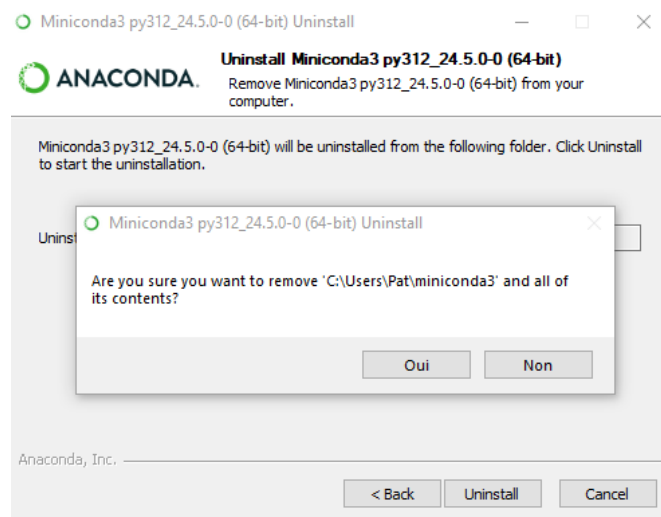 Miniconda3 py312_24.5.0-0 (64-bit) Uninstall
ANACONDA.
Uninstall Miniconda3 py312_24.5.0-0 (64-bit)
Remove Miniconda3 py312_24.5.0-0 (64-bit) from your
computer.
Miniconda3 py312_24.5.0-0 (64-bit) will be uninstalled from the following folder. Click Uninstall
to start the uninstallation.
Miniconda3 py312_24.5.0-0 (64-bit) Uninstall
Are you sure you want to remove 'C:\Users\Pat\miniconda3' and all of
its contents?
Oui Non
Anaconda, Inc.
< Back Uninstall Cancel